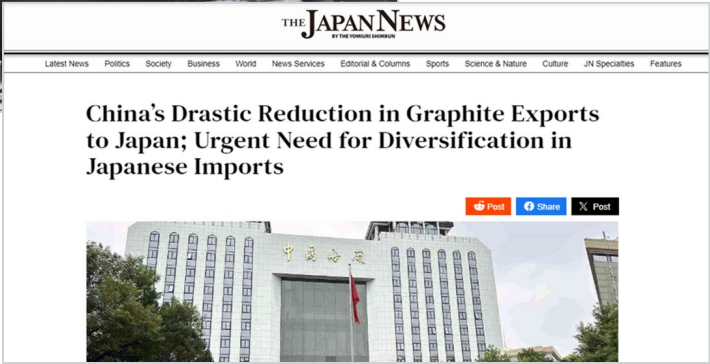 THE JAPAN NEWS
BY THE YOMIURI SHIMBUN
Latest News Politics Society Business World News Services Editorial & Columns Sports Science & Nature Culture JN Specialties Features
China’s Drastic Reduction in Graphite Exports
to Japan; Urgent Need for Diversification in
Japanese Imports
Post Share Post
中国海关